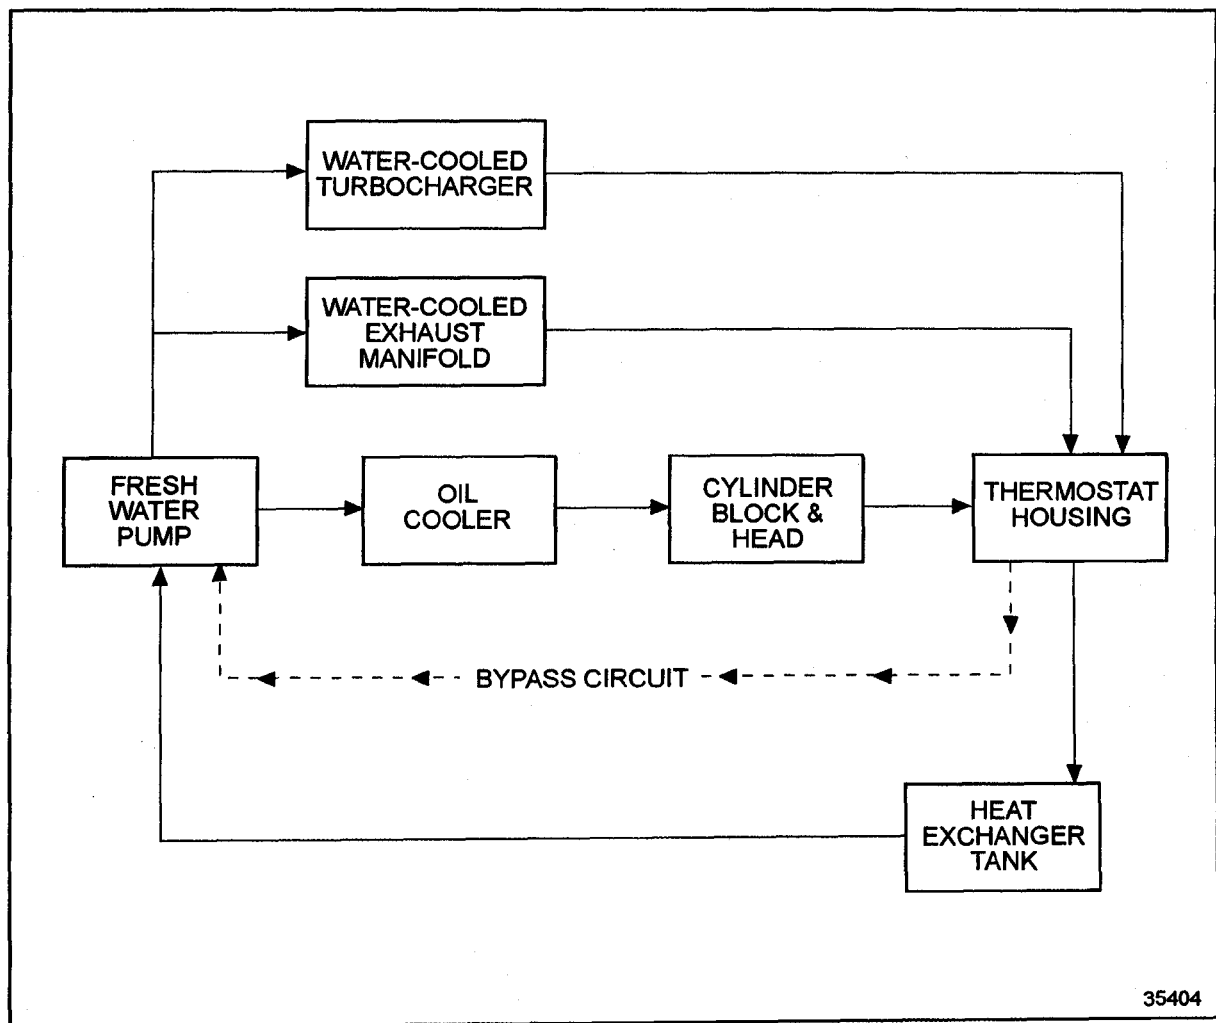 WATER-COOLED
TURBOCHARGER
WATER-COOLED
EXHAUST
MANIFOLD
FRESH
WATER
PUMP
OIL
COOLER
CYLINDER
BLOCK &
HEAD
THERMOSTAT
HOUSING
BYPASS CIRCUIT
HEAT
EXCHANGER
TANK
35404